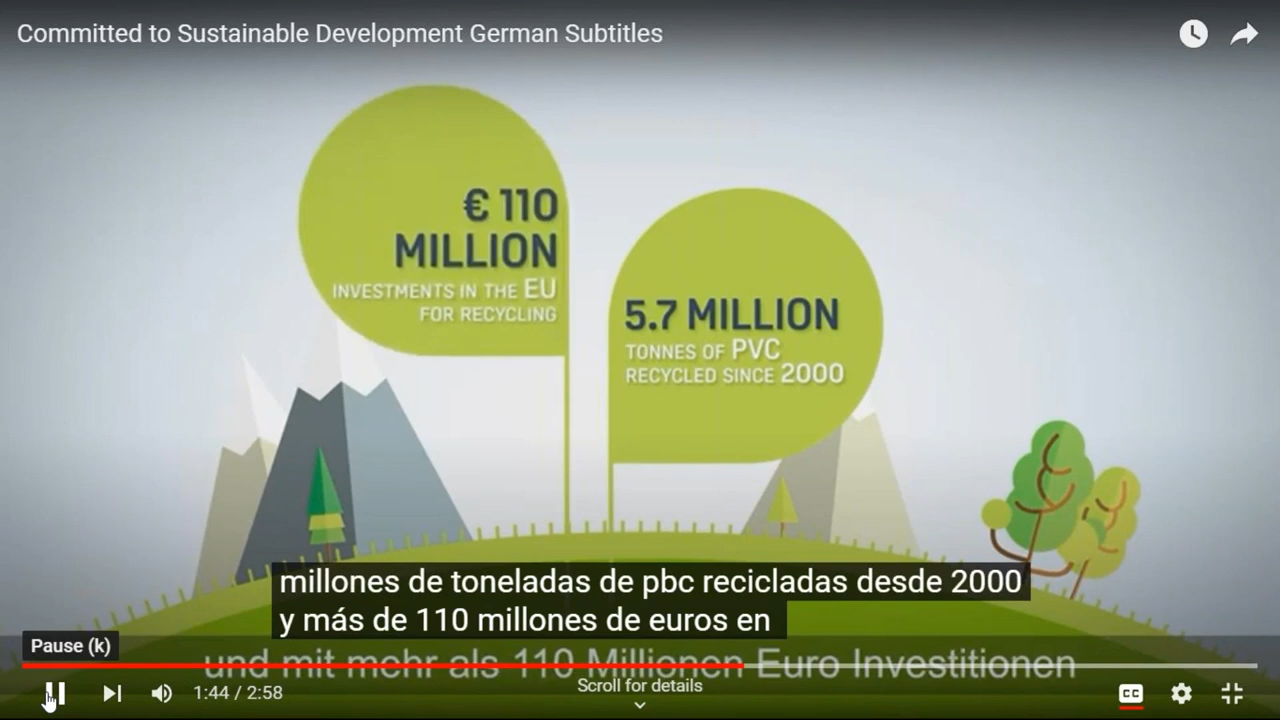 Committed to Sustainable Development German Subtitles
€ 110
MILLION
INVESTMENTS IN THE EU
FOR RECYCLING
5.7 MILLION
TONNES OF PVC
RECYCLED SINCE 2000
millones de toneladas de pbc recicladas desde 2000
y más de 110 millones de euros en
Pause (k)
und mit mehr als 110 Millionen Euro Investitionen
1:44 / 2:58
Scroll for details
CC